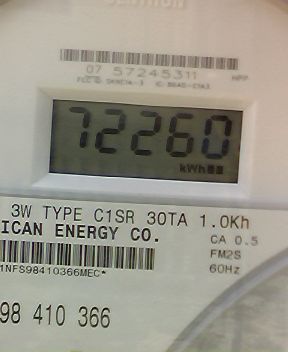 07 57245311
72260
kWh
3W TYPE C1SR 30TA 1.0Kh
ICAN ENERGY CO.
CA 0.5
FM2S
60Hz
1NFS98410366MEC*
98 410 366